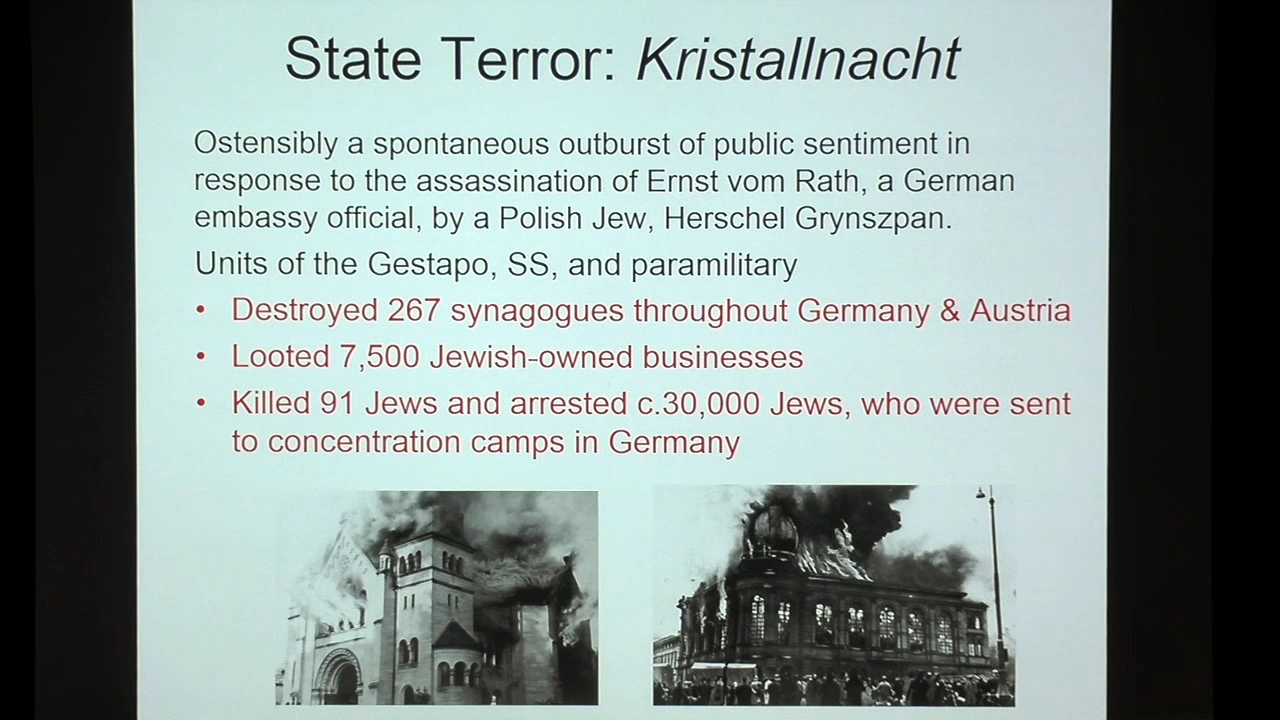 State Terror: Kristallnacht
Ostensibly a spontaneous outburst of public sentiment in
response to the assassination of Ernst vom Rath, a German
embassy official, by a Polish Jew, Herschel Grynszpan.
Units of the Gestapo, SS, and paramilitary
• Destroyed 267 synagogues throughout Germany & Austria
• Looted 7,500 Jewish-owned businesses
• Killed 91 Jews and arrested c.30,000 Jews, who were sent
to concentration camps in Germany